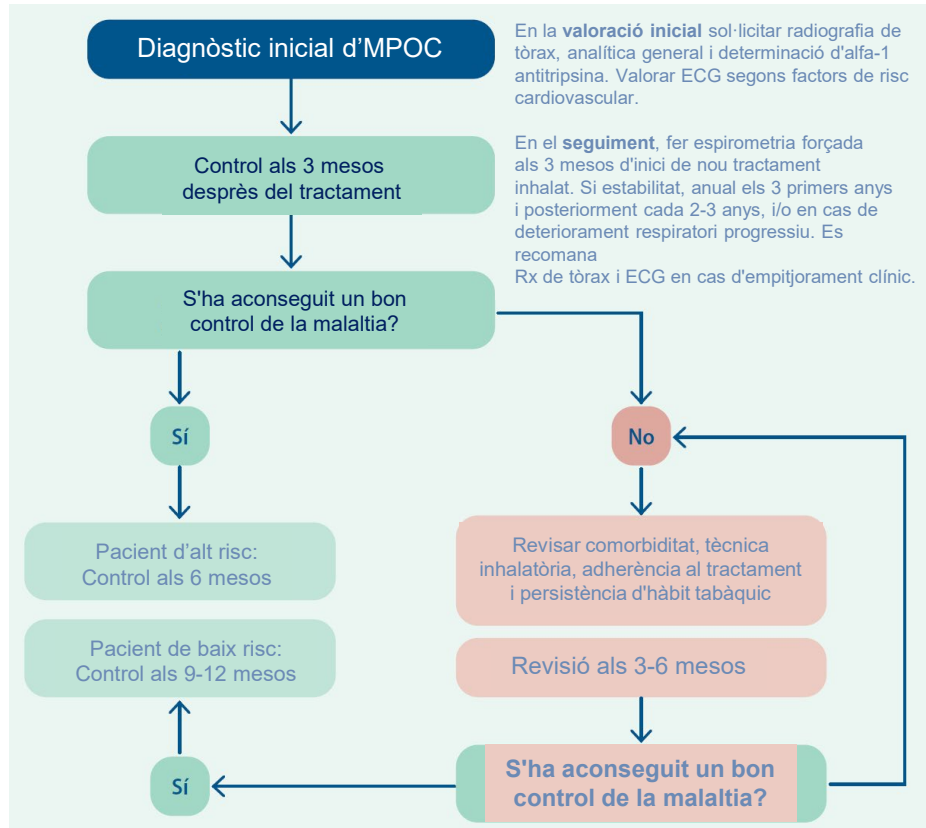 Diagnòstic inicial d’MPOC
En la valoració inicial sol·licitar radiografia de
tòrax, analítica general i determinació d'alfa-1
antitripsina. Valorar ECG segons factors de risc
cardiovascular.
En el seguiment, fer espirometria forçada
als 3 mesos d'inici de nou tractament
inhalat. Si estabilitat, anual els 3 primers anys
i posteriorment cada 2-3 anys, i/o en cas de
deteriorament respiratori progressiu. Es
recomana
Rx de tòrax i ECG en cas d'empitjorament clínic.
Control als 3 mesos
desprès del tractament
S'ha aconseguit un bon
control de la malaltia?
Sí
No
Pacient d’alt risc:
Control als 6 mesos
Pacient de baix risc:
Control als 9-12 mesos
Revisar comorbiditat, tècnica
inhalatòria, adherència al tractament
i persistència d'hàbit tabàquic
Revisió als 3-6 mesos
S'ha aconseguit un bon
control de la malaltia?
Sí